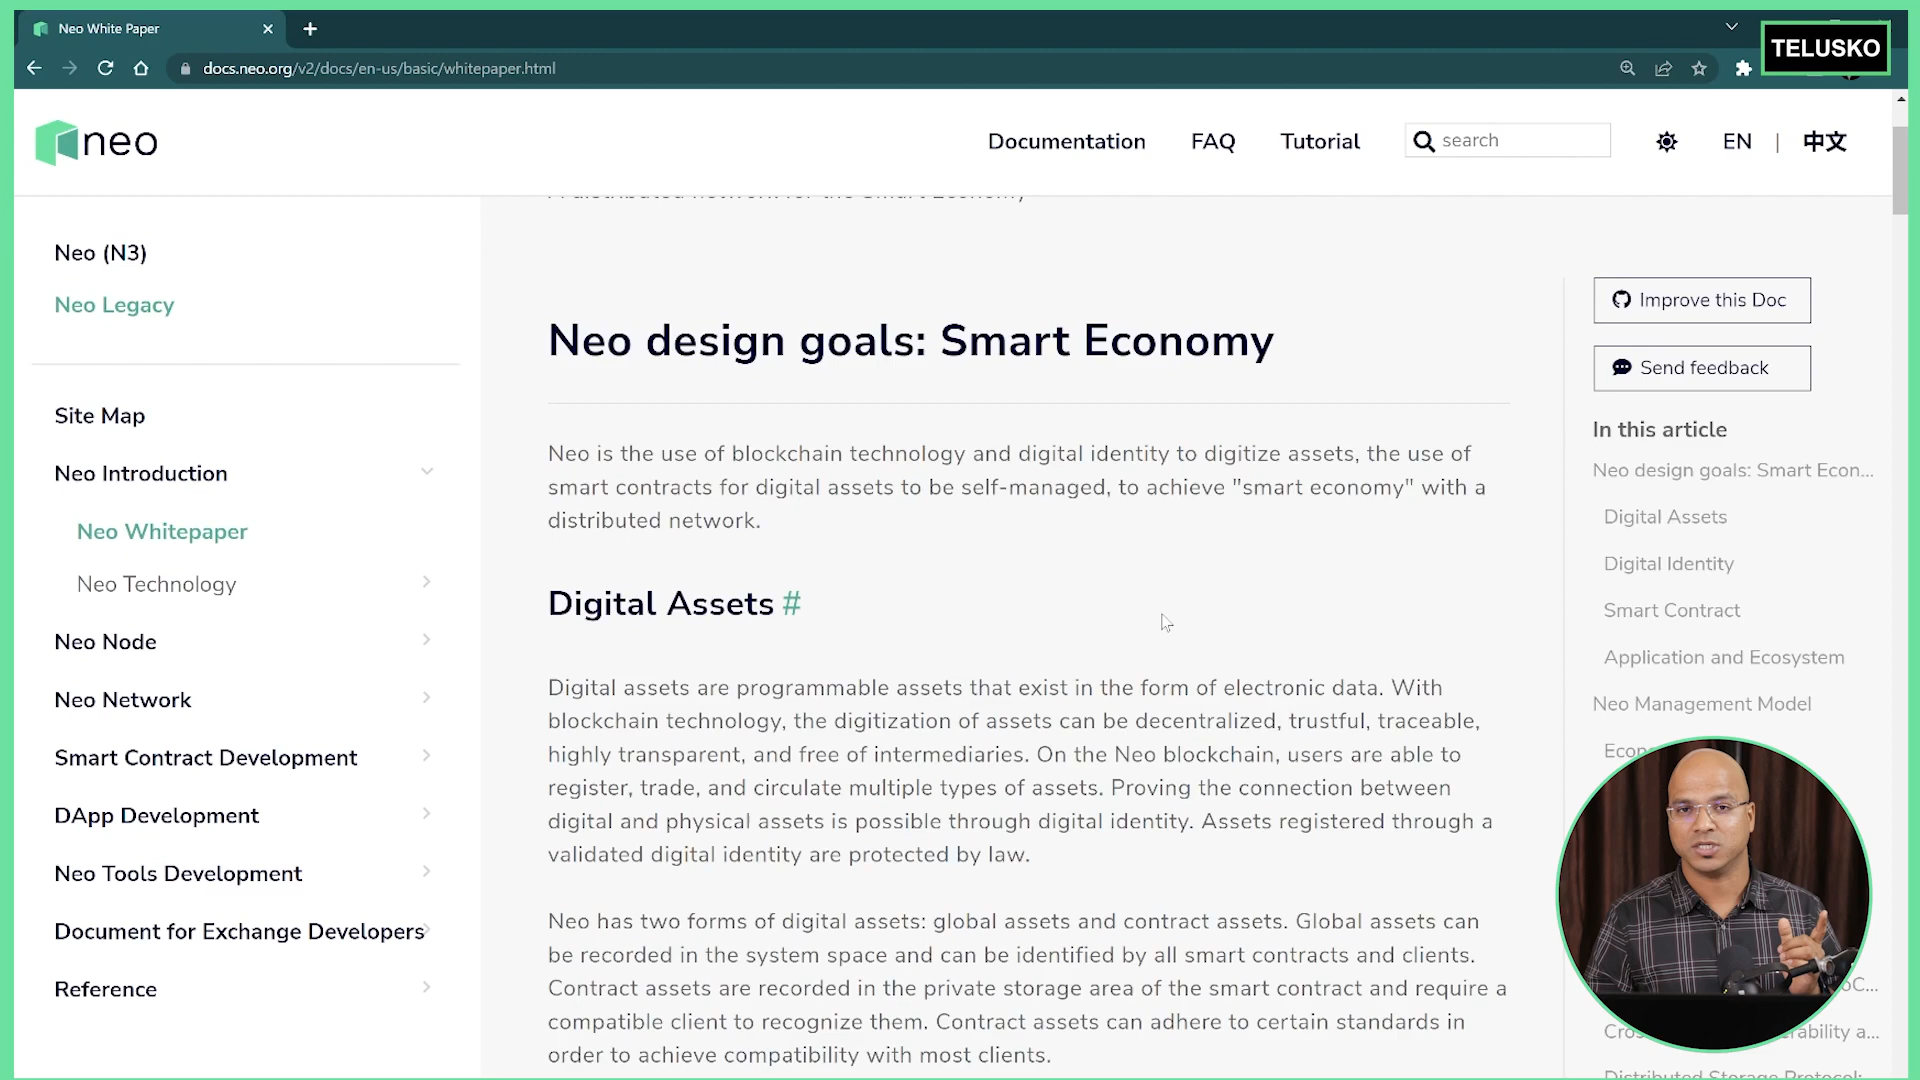 Neo White Paper
TELUSKO
docs.neo.org/v2/docs/en-us/basic/whitepaper.html
neo
Documentation
FAQ
Tutorial
search
EN | 中文
A distributed network for the Smart Economy
Neo (N3)
Neo Legacy
Site Map
Neo Introduction
Neo Whitepaper
Neo Technology
Neo Node
Neo Network
Smart Contract Development
DApp Development
Neo Tools Development
Document for Exchange Developers
Reference
Neo design goals: Smart Economy
Neo is the use of blockchain technology and digital identity to digitize assets, the use of
smart contracts for digital assets to be self-managed, to achieve "smart economy" with a
distributed network.
Digital Assets #
Digital assets are programmable assets that exist in the form of electronic data. With
blockchain technology, the digitization of assets can be decentralized, trustful, traceable,
highly transparent, and free of intermediaries. On the Neo blockchain, users are able to
register, trade, and circulate multiple types of assets. Proving the connection between
digital and physical assets is possible through digital identity. Assets registered through a
validated digital identity are protected by law.
Neo has two forms of digital assets: global assets and contract assets. Global assets can
be recorded in the system space and can be identified by all smart contracts and clients.
Contract assets are recorded in the private storage area of the smart contract and require a
compatible client to recognize them. Contract assets can adhere to certain standards in
order to achieve compatibility with most clients.
Improve this Doc
Send feedback
In this article
Neo design goals: Smart Econ...
Digital Assets
Digital Identity
Smart Contract
Application and Ecosystem
Neo Management Model
Distributed Storage Protocol: